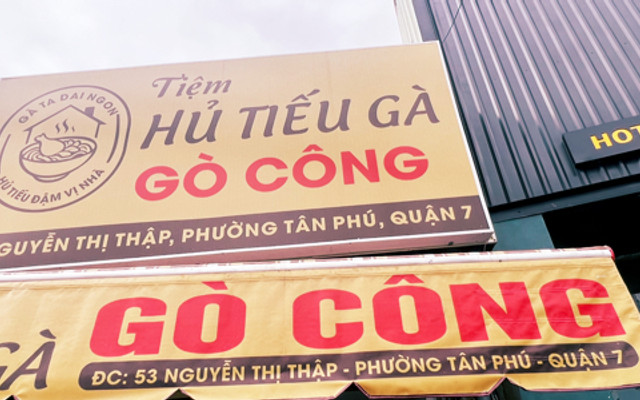 GÀ TA DAI NGON
HỦ TIẾU ĐẬM VỊ NHÀ
Tiệm
HỦ TIẾU GÀ
GÒ CÔNG
NGUYỄN THỊ THẬP, PHƯỜNG TÂN PHÚ, QUẬN 7
HOT
GÀ
GÒ CÔNG
ĐC: 53 NGUYỄN THỊ THẬP - PHƯỜNG TÂN PHÚ - QUẬN 7